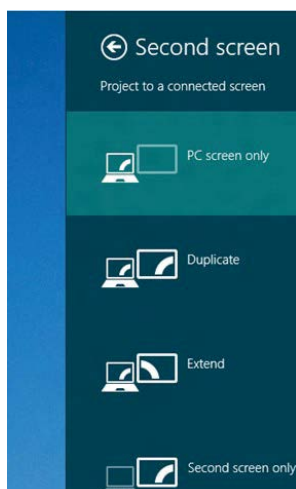 Second screen
Project to a connected screen
PC screen only
Duplicate
Extend
Second screen only